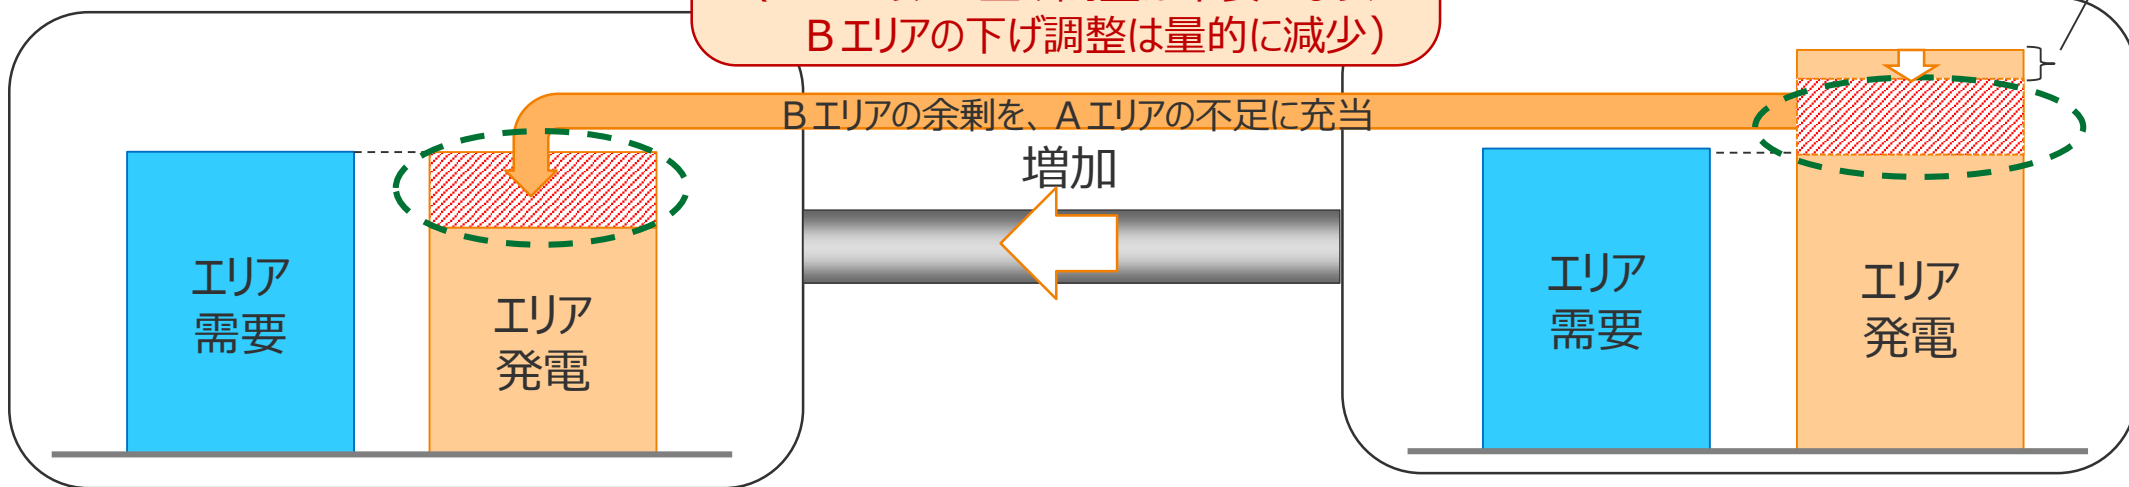 Bエリアの下げ調整は量的に減少)
Bエリアの余剰を、Aエリアの不足に充当
増加
エリア
需要
エリア
発電
エリア
需要
エリア
発電